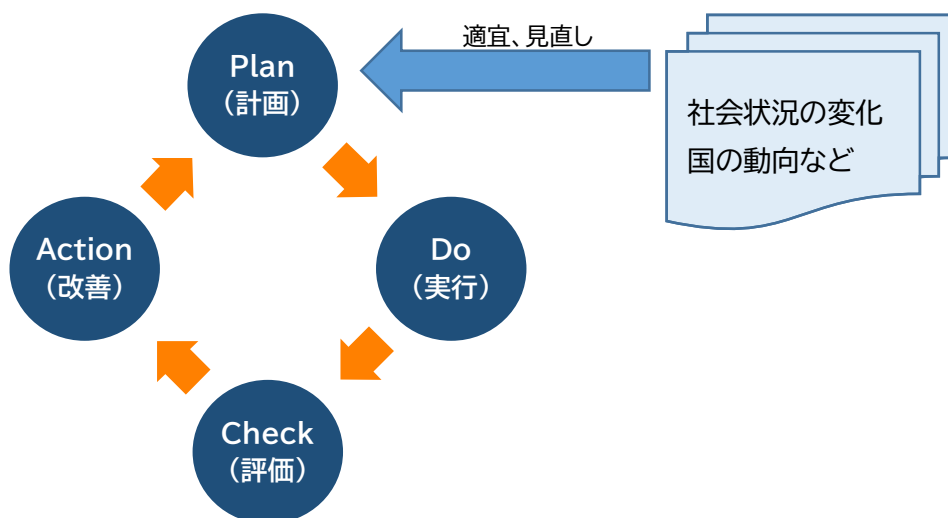 適宜、見直し
Plan
（計画）
社会状況の変化
国の動向など
Action
（改善）
Do
（実行）
Check
（評価）